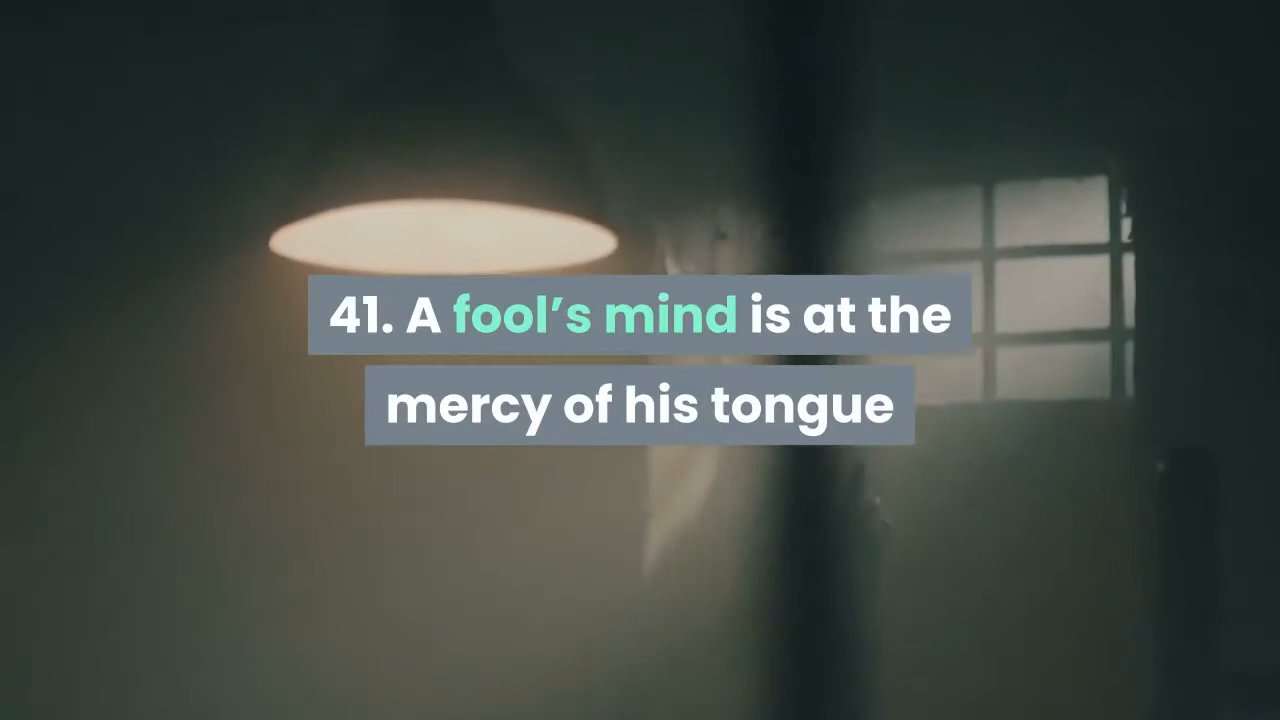 41. A fool’s mind is at the
mercy of his tongue